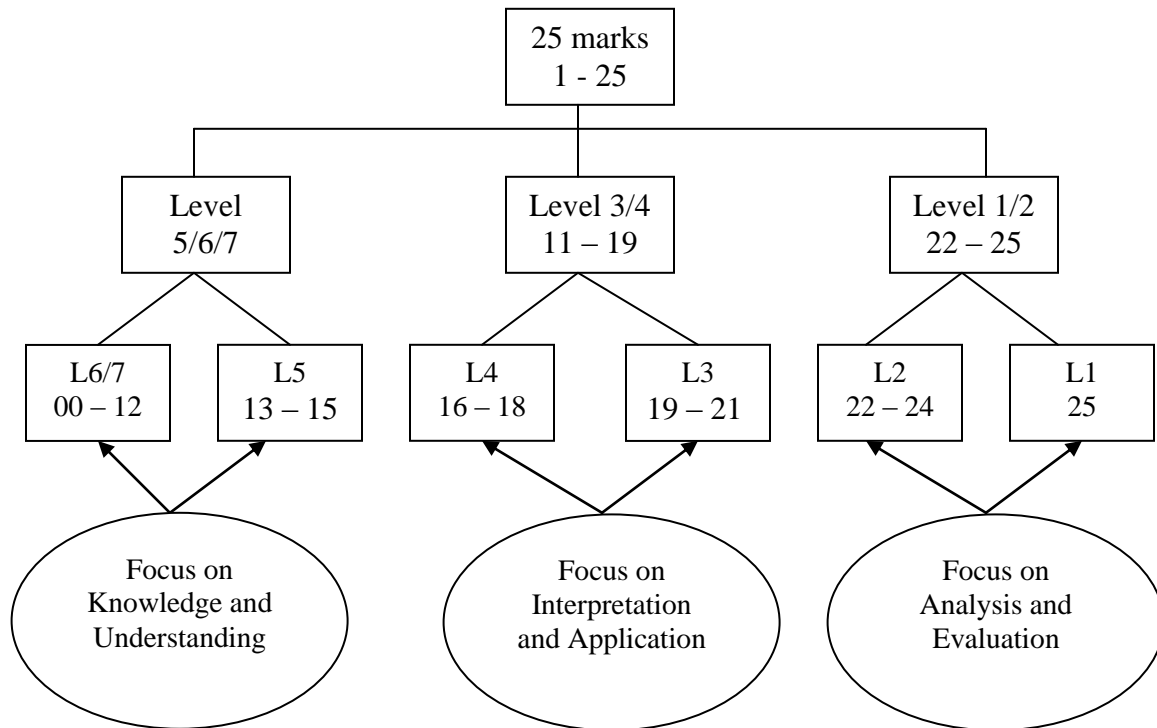 25 marks
1 - 25
Level
5/6/7
Level 3/4
11 – 19
Level 1/2
22 – 25
L6/7
00 – 12
L5
13 – 15
L4
16 – 18
L3
19 – 21
L2
22 – 24
L1
25
Focus on
Knowledge and
Understanding
Focus on
Interpretation
and Application
Focus on
Analysis and
Evaluation